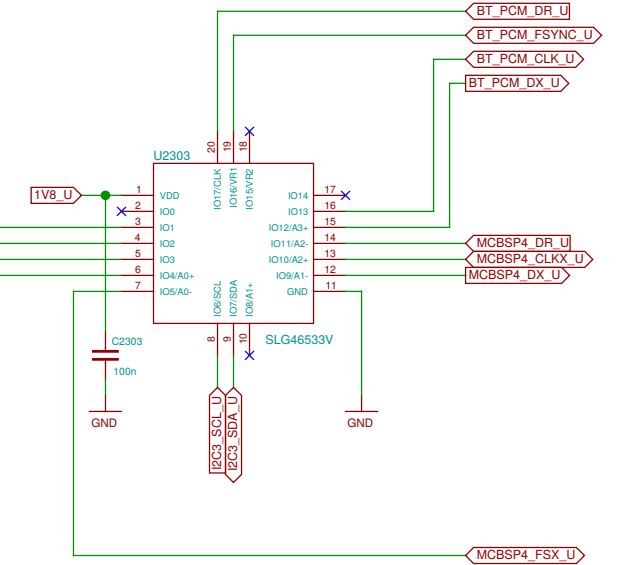 BT_PCM_DR_U
BT_PCM_FSYNC_U
BT_PCM_CLK_U
BT_PCM_DX_U
U2303
20
19
18
IO17/CLK
IO16/VR1
IO15/VR2
1V8_U
1
VDD
2
IO0
3
IO1
4
IO2
5
IO3
6
IO4/A0+
7
IO5/A0-
IO14
17
IO13
16
IO12/A3+
15
IO11/A2-
14
IO10/A2+
13
IO9/A1-
12
GND
11
MCBSP4_DR_U
MCBSP4_CLKX_U
MCBSP4_DX_U
IO6/SCL
IO7/SDA
IO8/A1+
8
9
10
SLG46533V
C2303
100n
GND
I2C3_SCL_U
I2C3_SDA_U
GND
MCBSP4_FSX_U